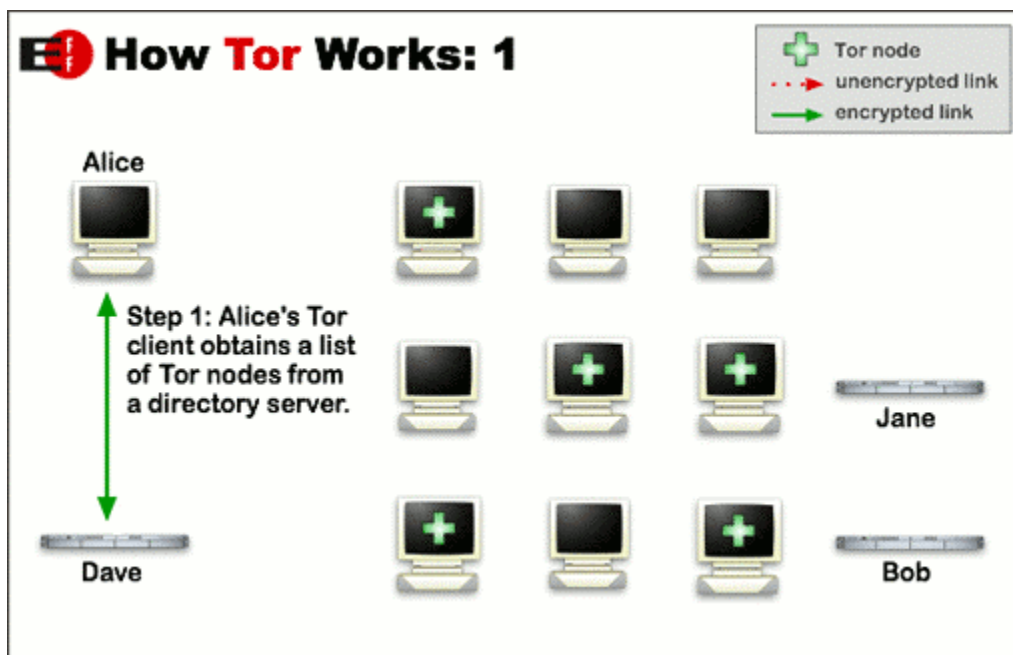 EFF How Tor Works: 1
Tor node
unencrypted link
encrypted link
Alice
Step 1: Alice's Tor
client obtains a list
of Tor nodes from
a directory server.
Jane
Dave
Bob